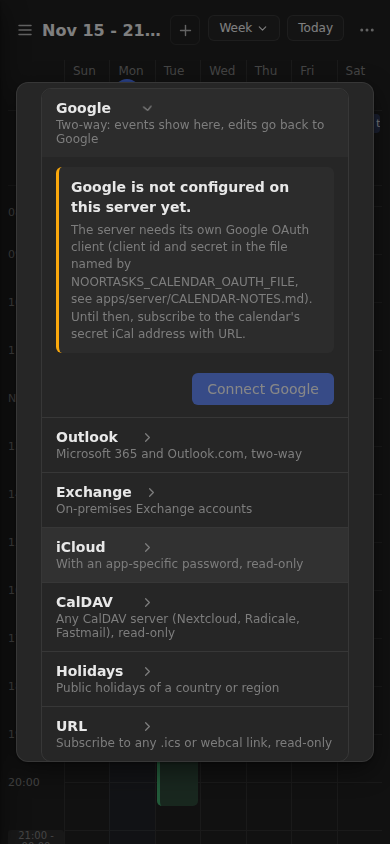 Nov 15 - 21...
Week
Today
Sun Mon Tue Wed Thu Fri Sat
Google
Two-way: events show here, edits go back to
Google
Google is not configured on
this server yet.
The server needs its own Google OAuth
client (client id and secret in the file
named by
NOORTASKS_CALENDAR_OAUTH_FILE,
see apps/server/CALENDAR-NOTES.md).
Until then, subscribe to the calendar's
secret iCal address with URL.
Connect Google
Outlook
Microsoft 365 and Outlook.com, two-way
Exchange
On-premises Exchange accounts
iCloud
With an app-specific password, read-only
CalDAV
Any CalDAV server (Nextcloud, Radicale,
Fastmail), read-only
Holidays
Public holidays of a country or region
URL
Subscribe to any .ics or webcal link, read-only
20:00
21:00 -